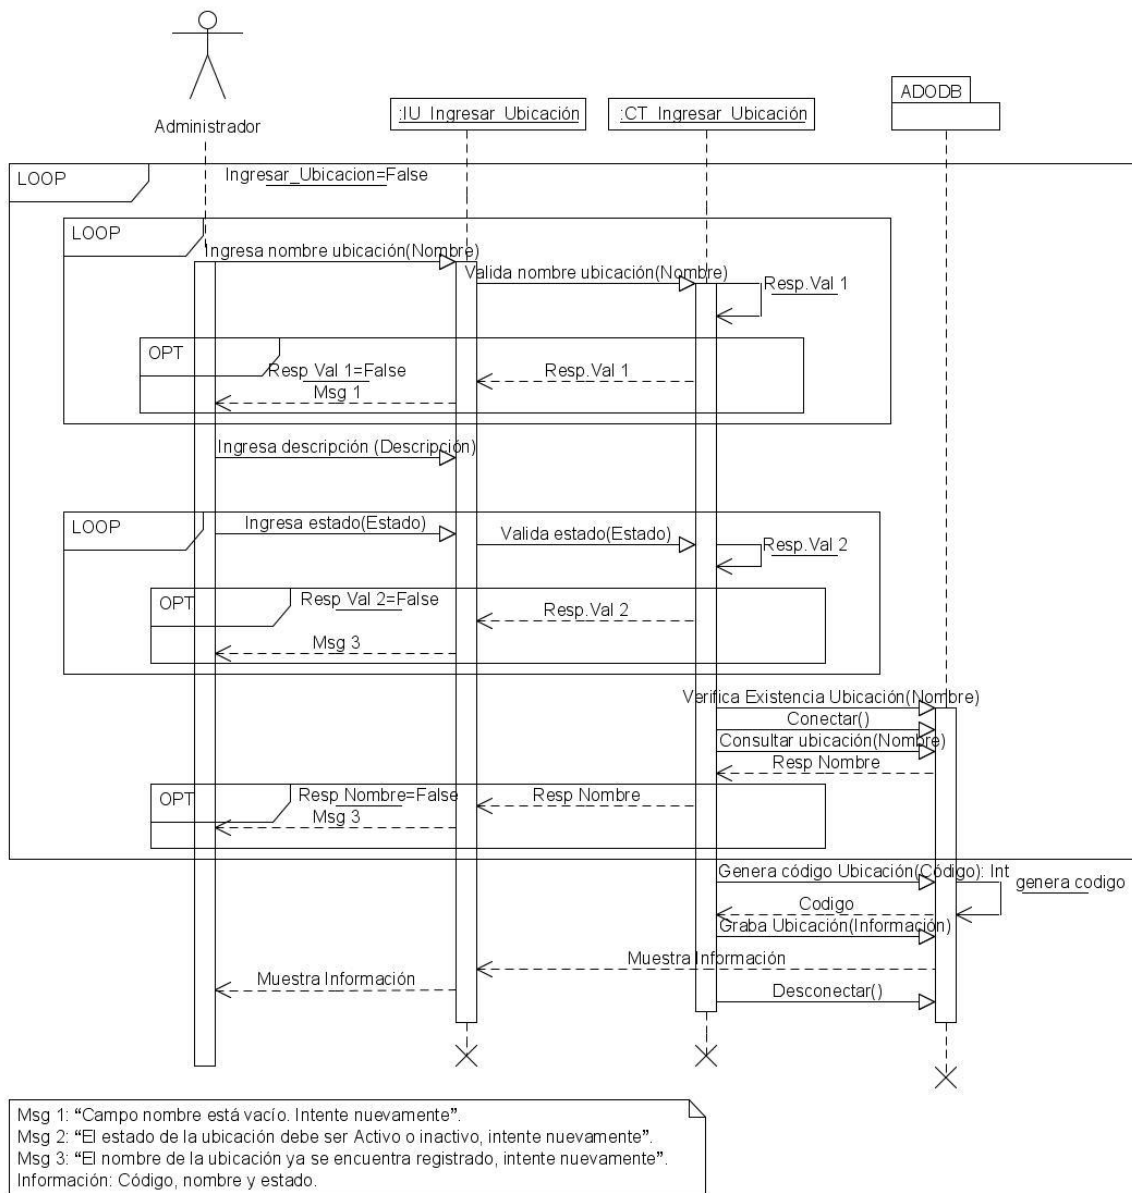 ADODB
:IU_Ingresar_Ubicación
:CT_Ingresar_Ubicación
Administrador
LOOP
Ingresar_Ubicacion=False
LOOP
Ingresa nombre ubicación(Nombre)
Valida nombre ubicación(Nombre)
Resp.Val 1
OPT
Resp Val 1=False
Resp.Val 1
Msg 1
Ingresa descripción (Descripción)
LOOP
Ingresa estado(Estado)
Valida estado(Estado)
Resp.Val 2
OPT
Resp Val 2=False
Resp.Val 2
Msg 3
Verifica Existencia Ubicación(Nombre)
Conectar()
Consultar ubicación(Nombre)
Resp Nombre
OPT
Resp Nombre=False
Resp Nombre
Msg 3
Genera código Ubicación(Código): Int
genera codigo
Codigo
Graba Ubicación(Información)
Muestra Información
Muestra Información
Desconectar()
Msg 1: “Campo nombre está vacío. Intente nuevamente”.
Msg 2: “El estado de la ubicación debe ser Activo o inactivo, intente nuevamente”.
Msg 3: “El nombre de la ubicación ya se encuentra registrado, intente nuevamente”.
Información: Código, nombre y estado.